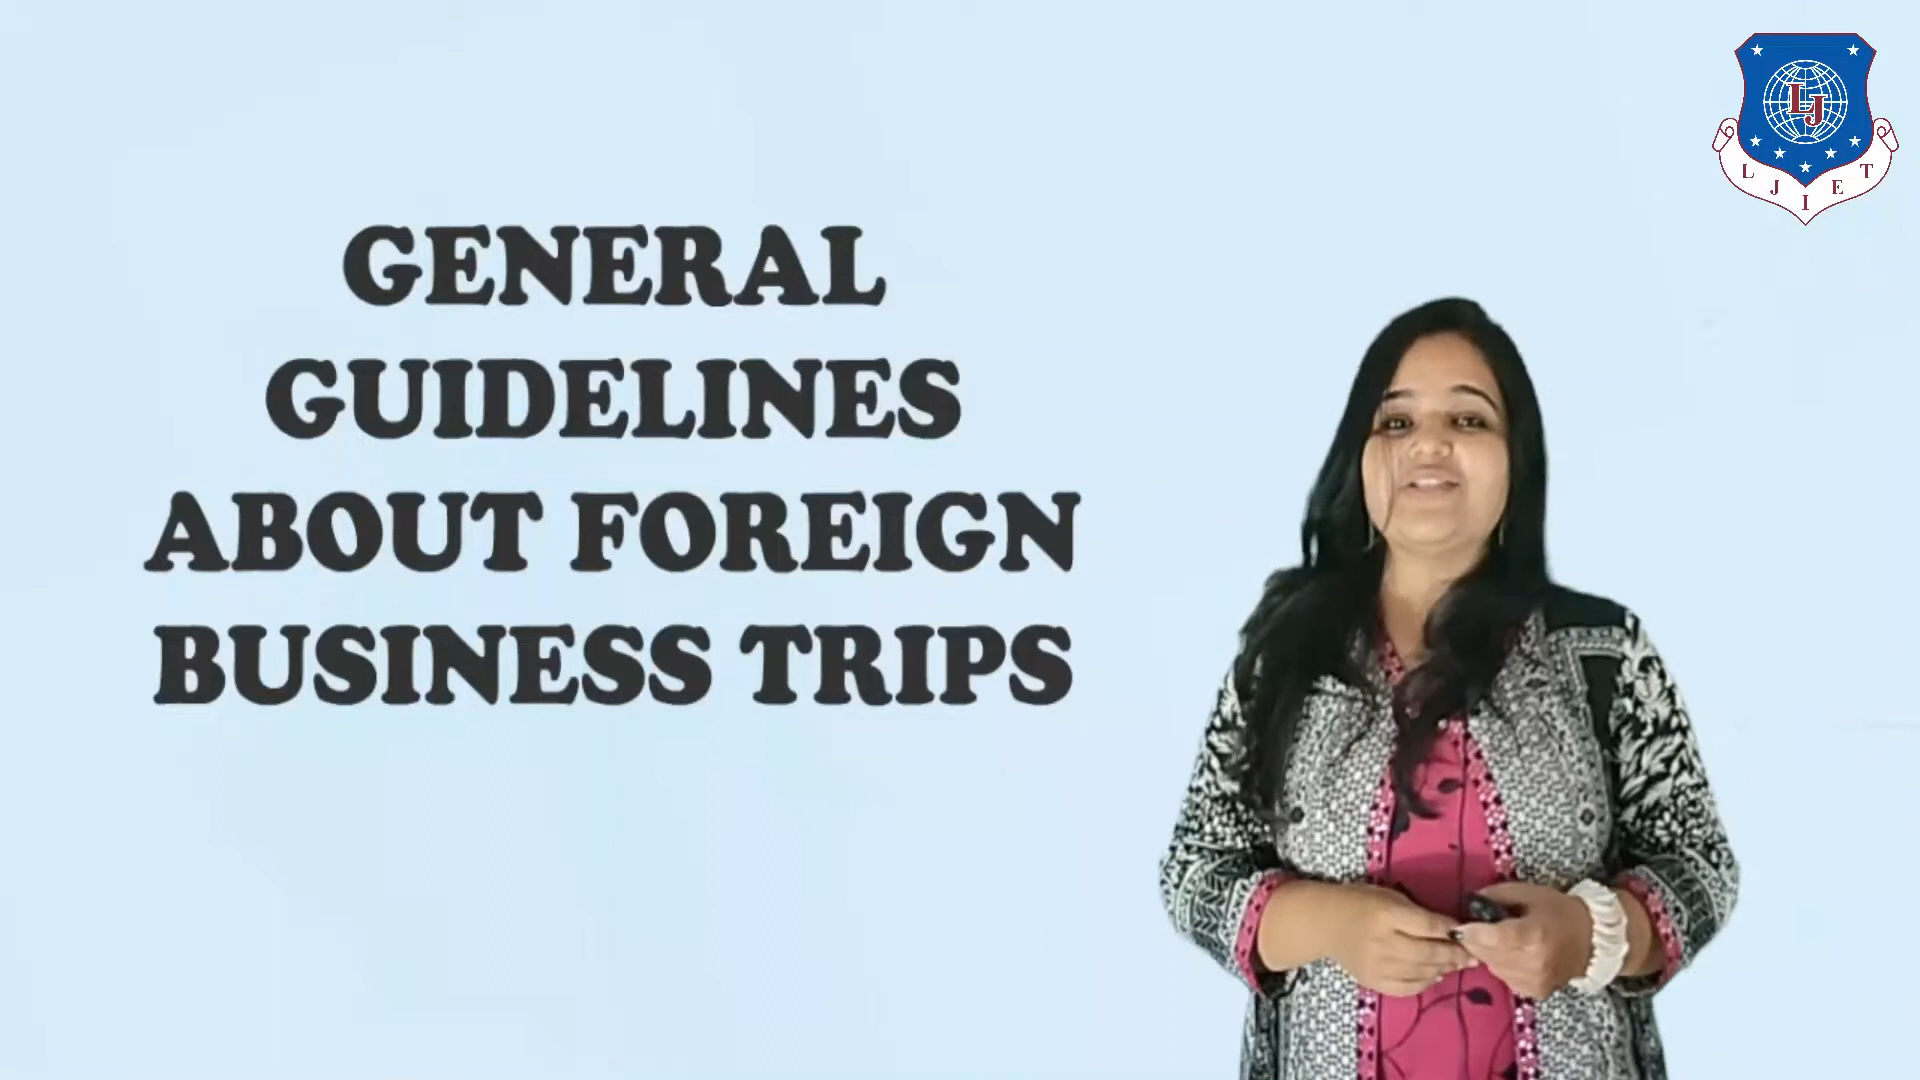 GENERAL
GUIDELINES
ABOUT FOREIGN
BUSINESS TRIPS
LJ
L J I E T